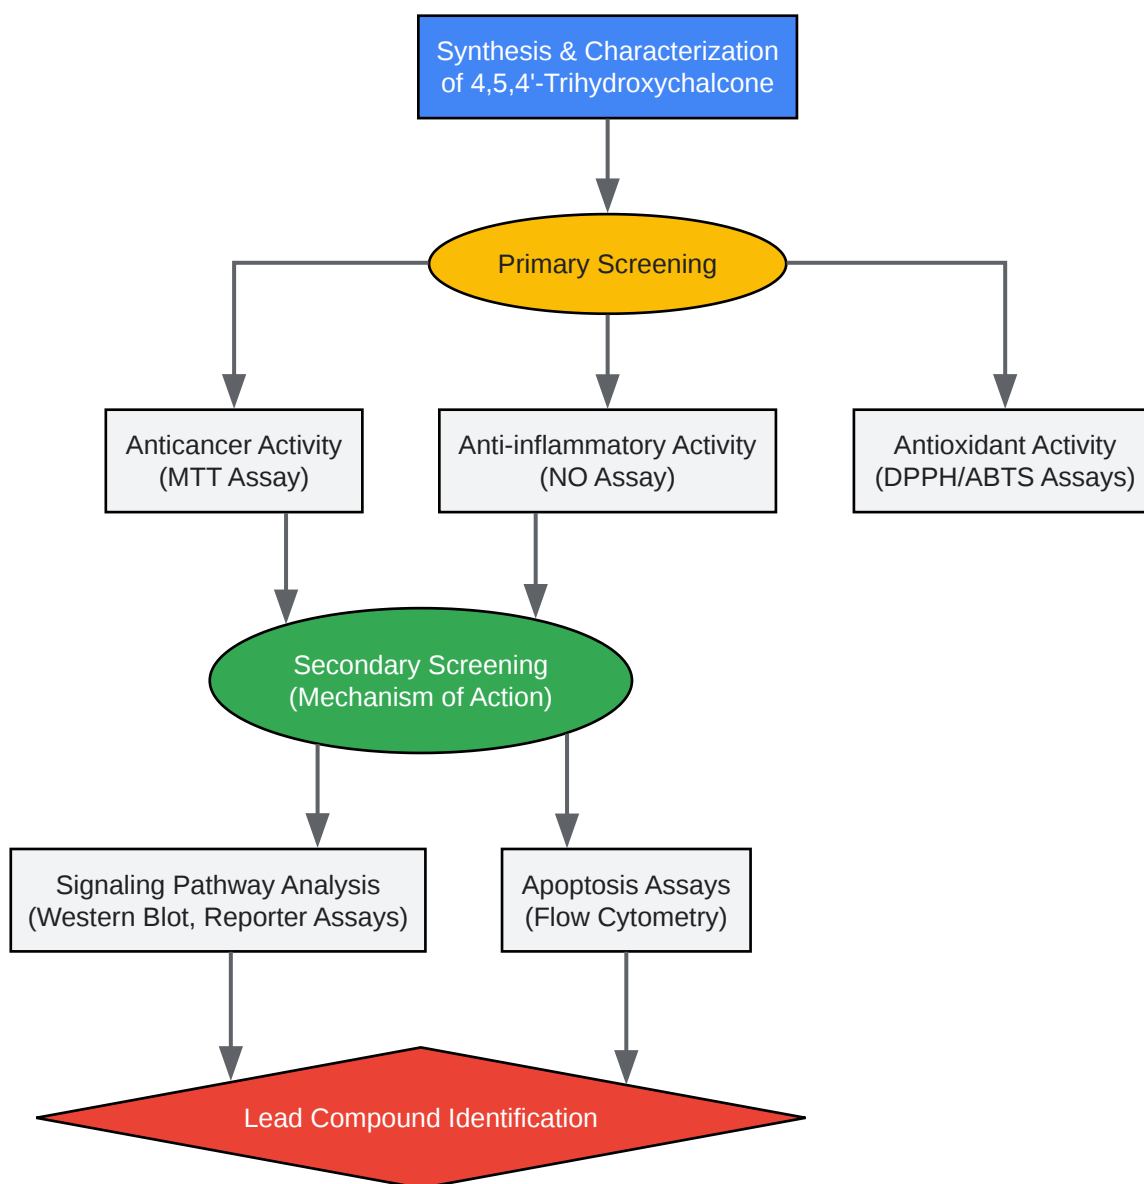 Synthesis & Characterization
of 4,5,4'-Trihydroxychalcone
Primary Screening
Anticancer Activity
(MTT Assay)
Anti-inflammatory Activity
(NO Assay)
Antioxidant Activity
(DPPH/ABTS Assays)
Secondary Screening
(Mechanism of Action)
Signaling Pathway Analysis
(Western Blot, Reporter Assays)
Apoptosis Assays
(Flow Cytometry)
Lead Compound Identification